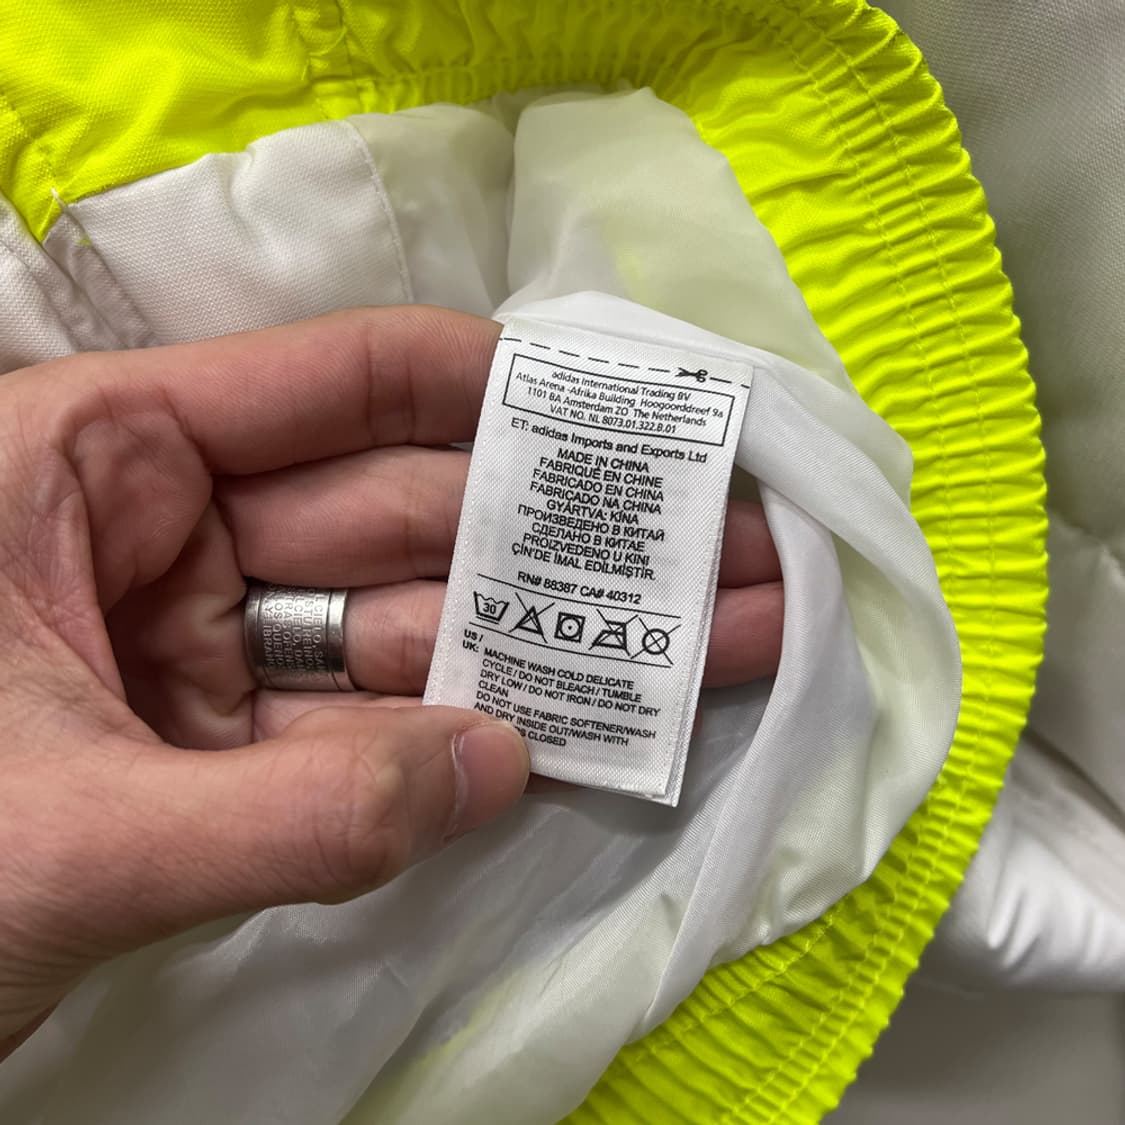 adidas International Trading BV
Atlas Arena -Afrika Building Hoogoorddreef 9a
1101 BA Amsterdam ZO The Netherlands
VAT NO. NL 8073.01.322.B.01
ET: adidas Imports and Exports Ltd
MADE IN CHINA
FABRIQUÉ EN CHINE
FABRICADO EN CHINA
FABRICADO NA CHINA
GYÁRTVA: KÍNA
ПРОИЗВЕДЕНО В КИТАЙ
СДЕЛАНО В КИТАЕ
PROIZVEDENO U KINI
ÇİN'DE İMAL EDİLMİŞTİR.
RN# 88387 CA# 40312
30
US /
UK: MACHINE WASH COLD DELICATE
CYCLE / DO NOT BLEACH / TUMBLE
DRY LOW / DO NOT IRON / DO NOT DRY
CLEAN
DO NOT USE FABRIC SOFTENER/WASH
AND DRY INSIDE OUT/WASH WITH
CLOSED